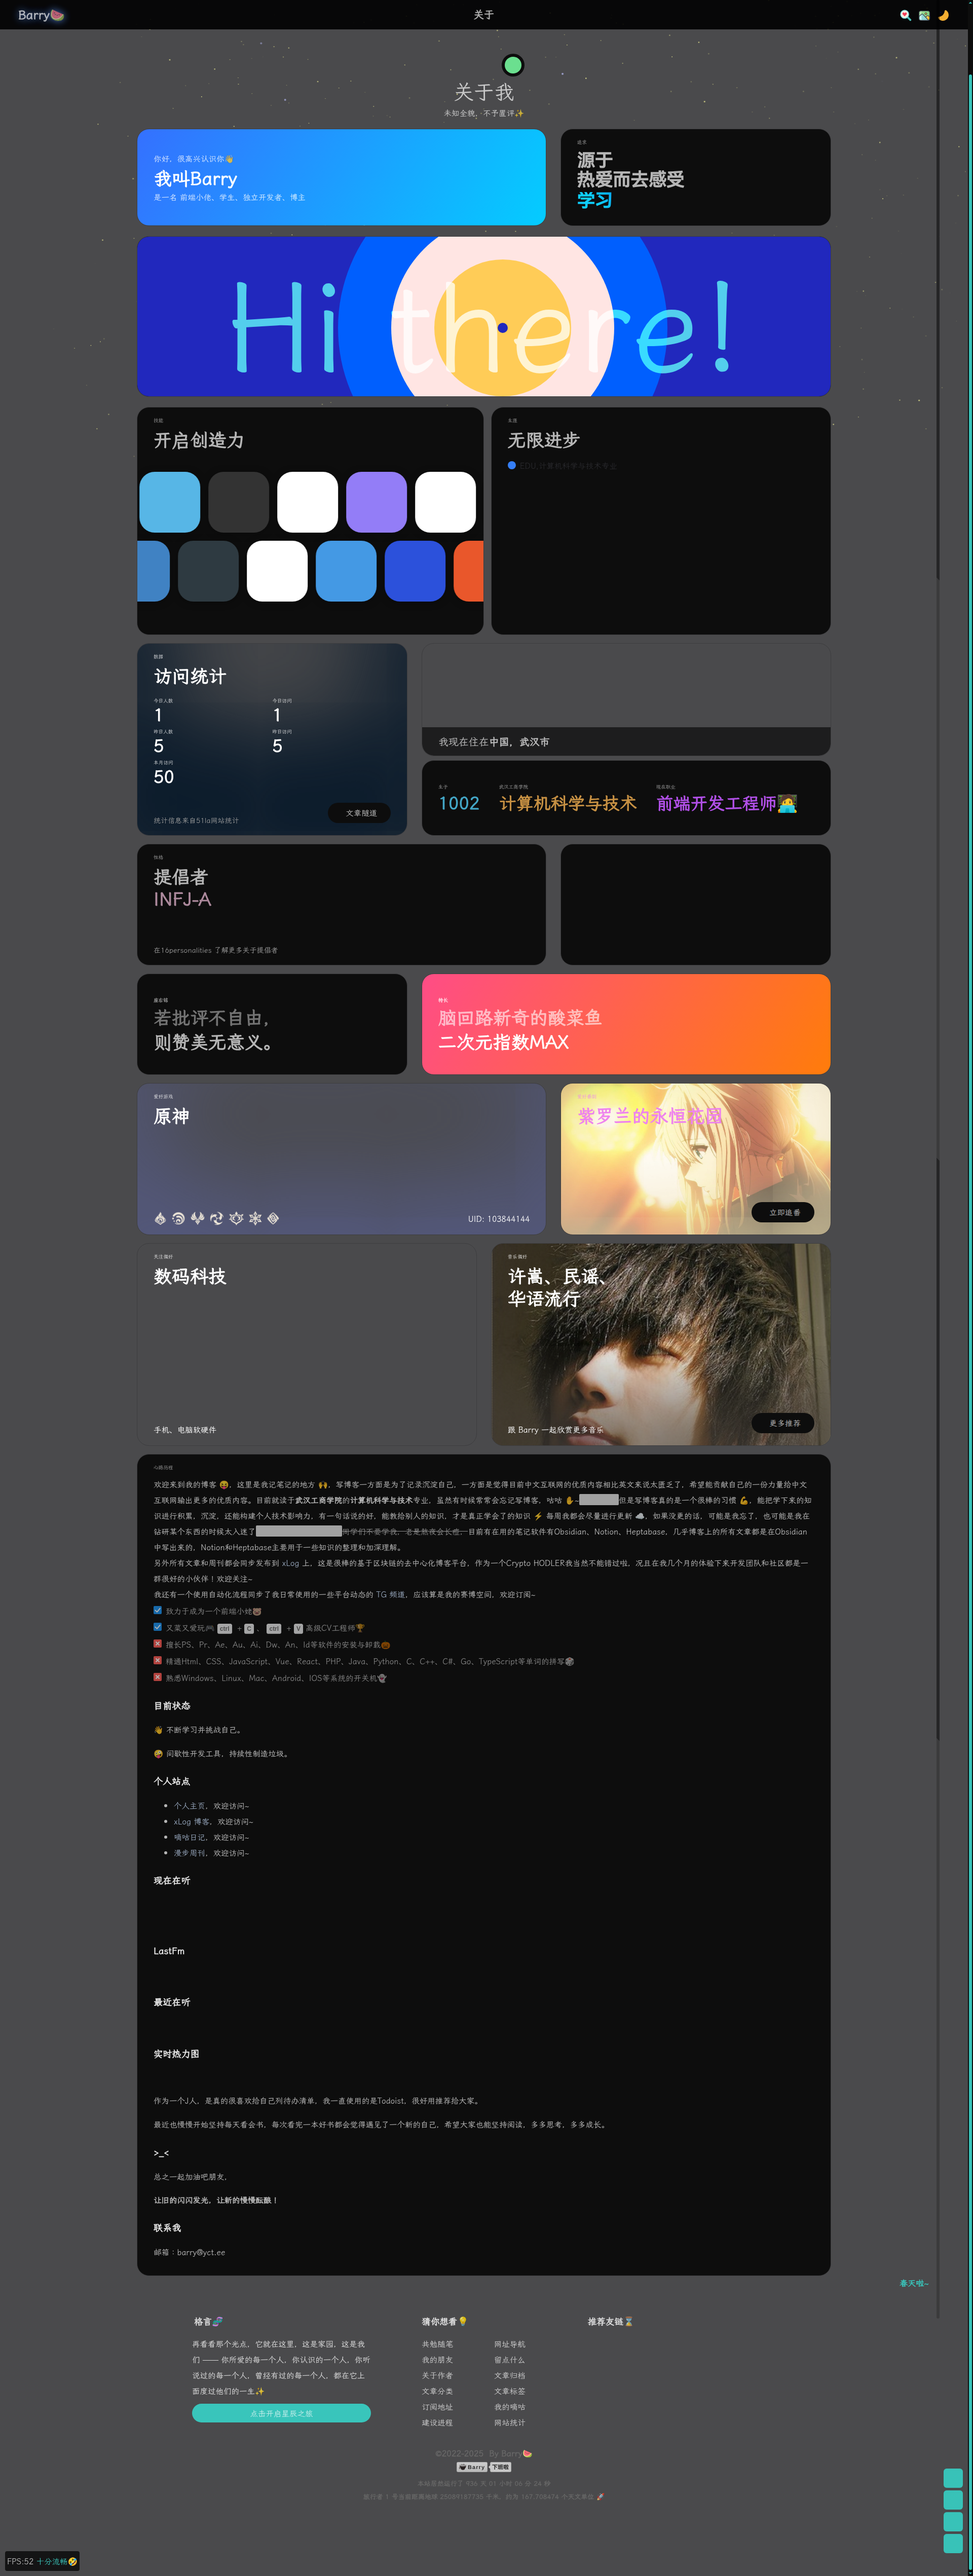 Barry🍉
关于
关于我
未知全貌，不予置评✨
你好，很高兴认识你👋
我叫Barry
是一名 前端小佬、学生、独立开发者、博主
追求
源于
热爱而去感受
学习
Hi there!
技能
开启创造力
生涯
无限进步
EDU,计算机科学与技术专业
数据
访问统计
今日人数
今日访问
1
1
昨日人数
昨日访问
5
5
本月访问
50
统计信息来自51la网站统计
文章隧道
我现在住在中国，武汉市
生于
武汉工商学院
现在职业
1002
计算机科学与技术
前端开发工程师🧑‍💻
性格
提倡者
INFJ-A
在16personalities 了解更多关于提倡者
座右铭
若批评不自由，
则赞美无意义。
特长
脑回路新奇的酸菜鱼
二次元指数MAX
爱好游戏
原神
UID: 103844144
紫罗兰的永恒花园
立即追番
关注偏好
数码科技
手机、电脑软硬件
音乐偏好
许嵩、民谣、
华语流行
跟 Barry 一起欣赏更多音乐
更多推荐
欢迎来到我的博客 😝，这里是我记笔记的地方 🙌，写博客一方面是为了记录沉淀自己，一方面是觉得目前中文互联网的优质内容相比英文来说太匮乏了，希望能贡献自己的一份力量给中文
互联网输出更多的优质内容。目前就读于武汉工商学院的计算机科学与技术专业，虽然有时候常常会忘记写博客，咕咕 ✋~但是写博客真的是一个很棒的习惯 💪，能把学下来的知
识进行积累，沉淀，还能构建个人技术影响力，有一句话说的好，能教给别人的知识，才是真正学会了的知识 ⚡ 每周我都会尽量进行更新 ☁️，如果没更的话，可能是我忘了，也可能是我在
钻研某个东西的时候太入迷了同学们不要学我，老是熬夜会长痘，目前有在用的笔记软件有Obsidian、Notion、Heptabase，几乎博客上的所有文章都是在Obsidian
中写出来的，Notion和Heptabase主要用于一些知识的整理和加深理解。
另外所有文章和周刊都会同步发布到 xLog 上，这是很棒的基于区块链的去中心化博客平台，作为一个Crypto HODLER我当然不能错过啦，况且在我几个月的体验下来开发团队和社区都是一
群很好的小伙伴！欢迎关注~
我还有一个使用自动化流程同步了我日常使用的一些平台动态的 TG 频道，应该算是我的赛博空间，欢迎订阅~
致力于成为一个前端小佬🐻
又菜又爱玩🎮 ctrl + C ， ctrl + V 高级CV工程师🏆
擅长PS、Pr、Ae、Au、Ai、Dw、An、Id等软件的安装与卸载🎃
精通Html、CSS、JavaScript、Vue、React、PHP、Java、Python、C、C++、C#、Go、TypeScript等单词的拼写🎲
熟悉Windows、Linux、Mac、Android、IOS等系统的开关机👻
目前状态
👋 不断学习并挑战自己。
🤪 间歇性开发工具，持续性制造垃圾。
个人站点
个人主页，欢迎访问~
xLog 博客，欢迎访问~
嘀咕日记，欢迎访问~
漫步周刊，欢迎访问~
现在在听
LastFm
最近在听
实时热力图
作为一个J人，是真的很喜欢给自己列待办清单，我一直使用的是Todoist，很好用推荐给大家。
最近也慢慢开始坚持每天看会书，每次看完一本好书都会觉得遇见了一个新的自己，希望大家也能坚持阅读，多多思考，多多成长。
>_<
总之一起加油吧朋友，
让旧的闪闪发光，让新的慢慢酝酿！
联系我
邮箱：barry@yct.ee
春天啦~
格言🧬
再看看那个光点，它就在这里，这是家园，这是我
们 —— 你所爱的每一个人，你认识的一个人，你听
说过的每一个人，曾经有过的每一个人，都在它上
面度过他们的一生✨
点击开启星辰之旅
猜你想看💡
共勉随笔
网址导航
我的朋友
留点什么
关于作者
文章归档
文章分类
文章标签
订阅地址
我的嘀咕
建设进程
网站统计
推荐友链⌛
©2022-2025 By Barry🍉
Barry 下班啦
FPS:52 十分流畅🤣